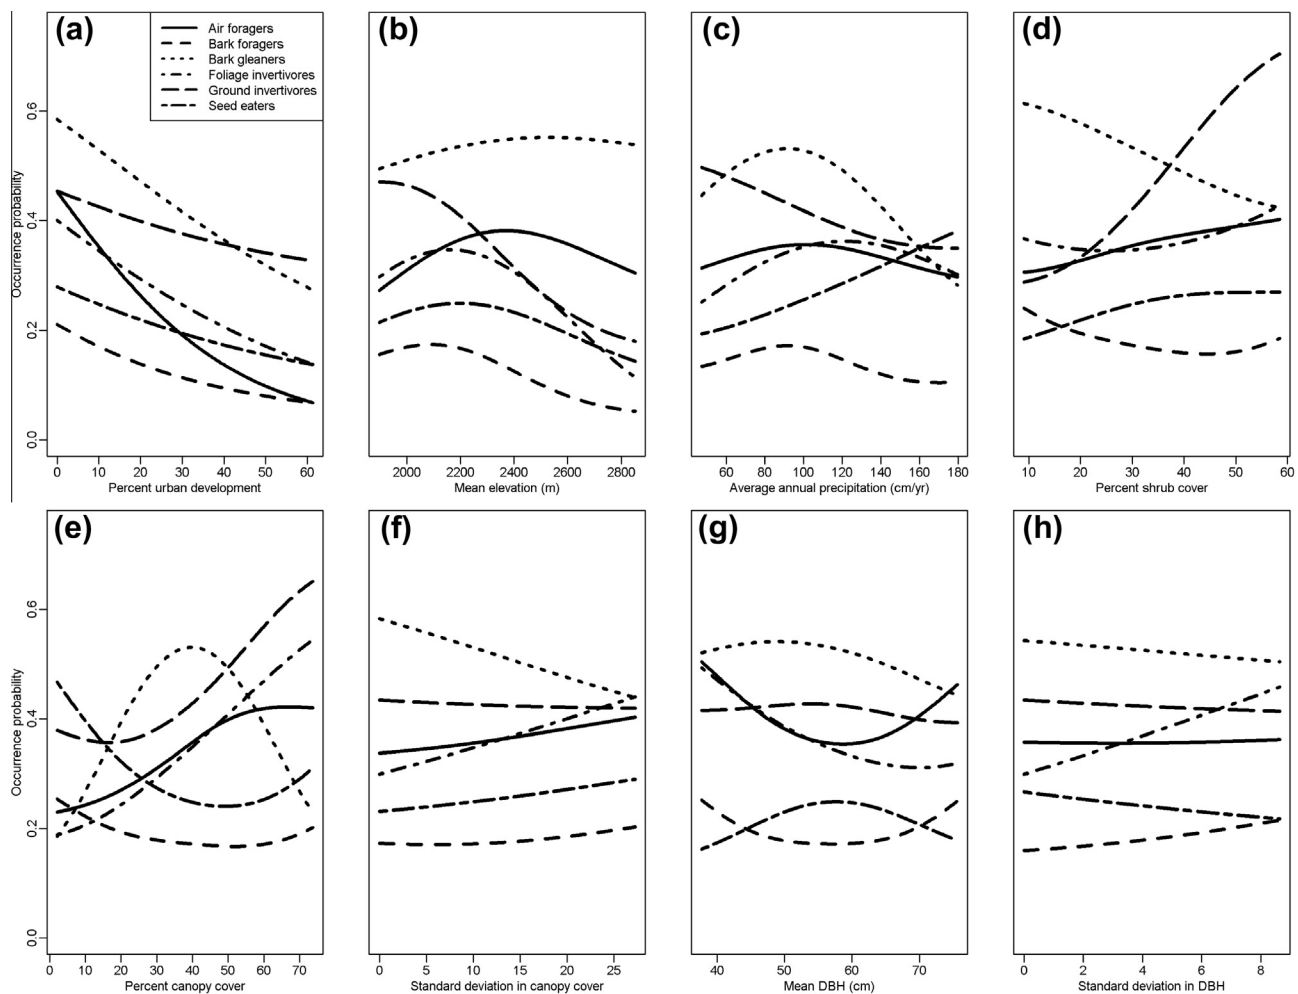 (a)
Air foragers
Bark foragers
Bark gleaners
Foliage invertivores
Ground invertivores
Seed eaters
(b)
(c)
(d)
Occurrence probability
0.0 0.2 0.4 0.6
0 10 20 30 40 50 60
Percent urban development
2000 2200 2400 2600 2800
Mean elevation (m)
60 80 100 120 140 160 180
Average annual precipitation (cm/yr)
10 20 30 40 50 60
Percent shrub cover
(e)
(f)
(g)
(h)
Occurrence probability
0.0 0.2 0.4 0.6
0 10 20 30 40 50 60 70
Percent canopy cover
0 5 10 15 20 25
Standard deviation in canopy cover
40 50 60 70
Mean DBH (cm)
0 2 4 6 8
Standard deviation in DBH